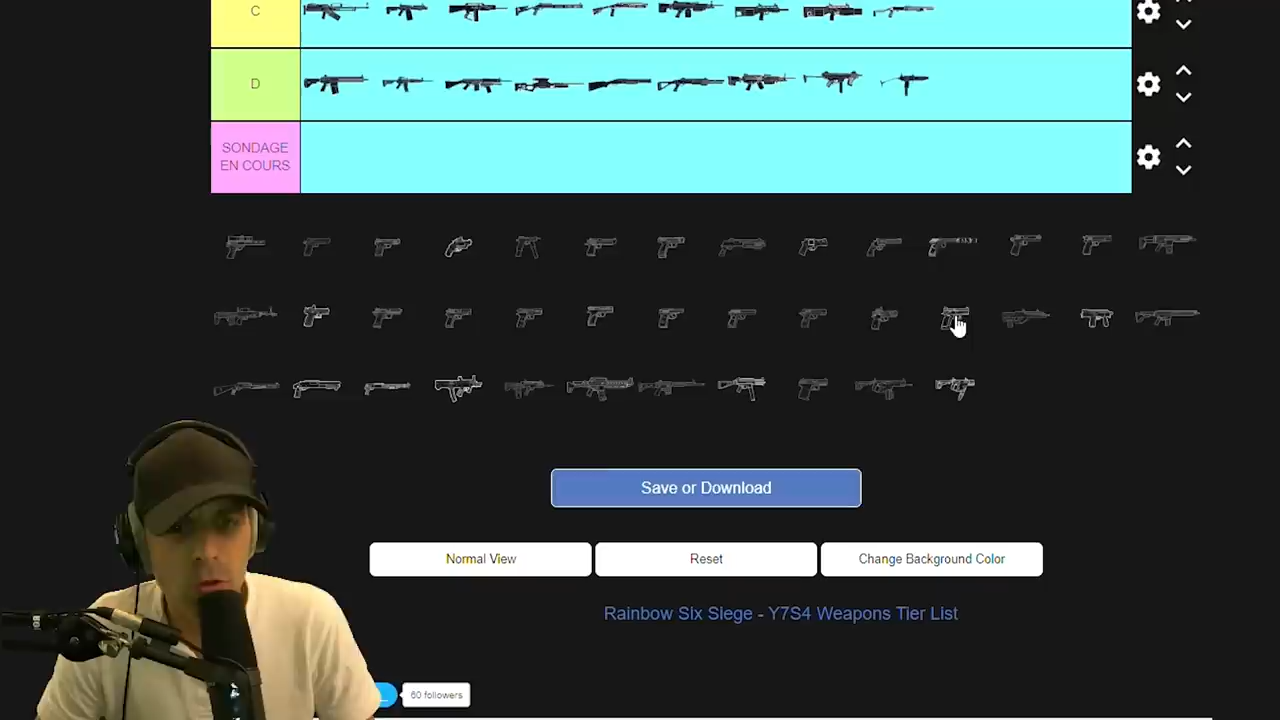 C
D
SONDAGE
EN COURS
Save or Download
Normal View
Reset
Change Background Color
Rainbow Six Siege - Y7S4 Weapons Tier List
60 followers